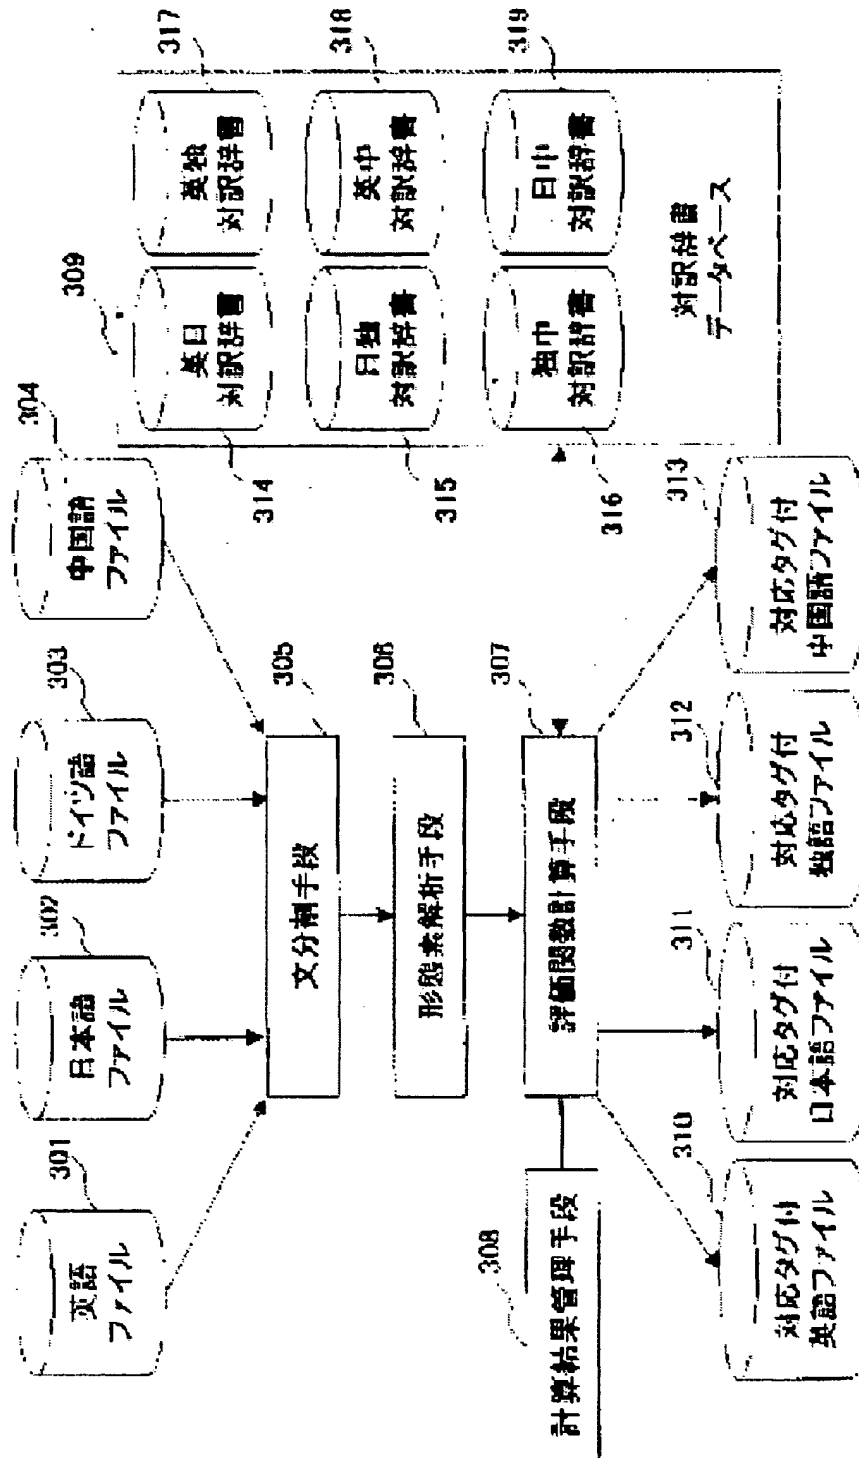 301
英語
ファイル
302
日本語
ファイル
303
ドイツ語
ファイル
304
中国語
ファイル
305
文分割手段
306
形態素解析手段
307
評価関数計算手段
308
計算結果管理手段
309
英日
対訳辞書
314
英独
対訳辞書
317
日独
対訳辞書
315
英中
対訳辞書
318
独中
対訳辞書
316
日中
対訳辞書
319
対訳辞書
データベース
310
対応タグ付
英語ファイル
311
対応タグ付
日本語ファイル
312
対応タグ付
独語ファイル
313
対応タグ付
中国語ファイル